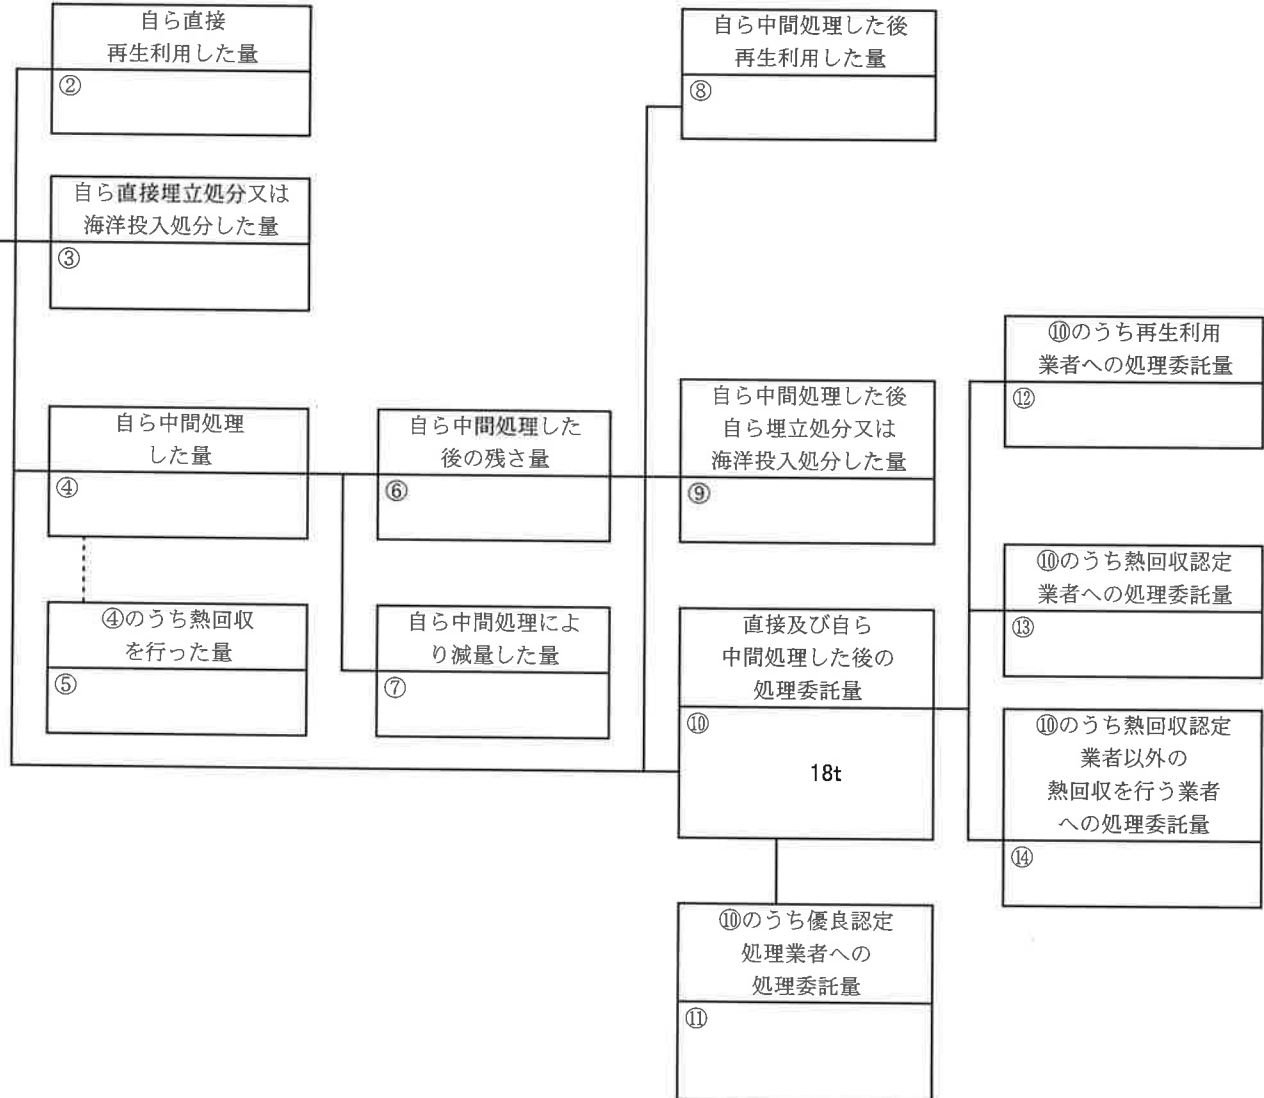 自ら直接
再生利用した量
②
自ら直接埋立処分又は
海洋投入処分した量
③
自ら中間処理
した量
④
④のうち熱回収
を行った量
⑤
自ら中間処理した
後の残さ量
⑥
自ら中間処理によ
り減量した量
⑦
自ら中間処理した後
再生利用した量
⑧
自ら中間処理した後
自ら埋立処分又は
海洋投入処分した量
⑨
直接及び自ら
中間処理した後の
処理委託量
⑩
18t
⑩のうち優良認定
処理業者への
処理委託量
⑪
⑩のうち再生利用
業者への処理委託量
⑫
⑩のうち熱回収認定
業者への処理委託量
⑬
⑩のうち熱回収認定
業者以外の
熱回収を行う業者
への処理委託量
⑭